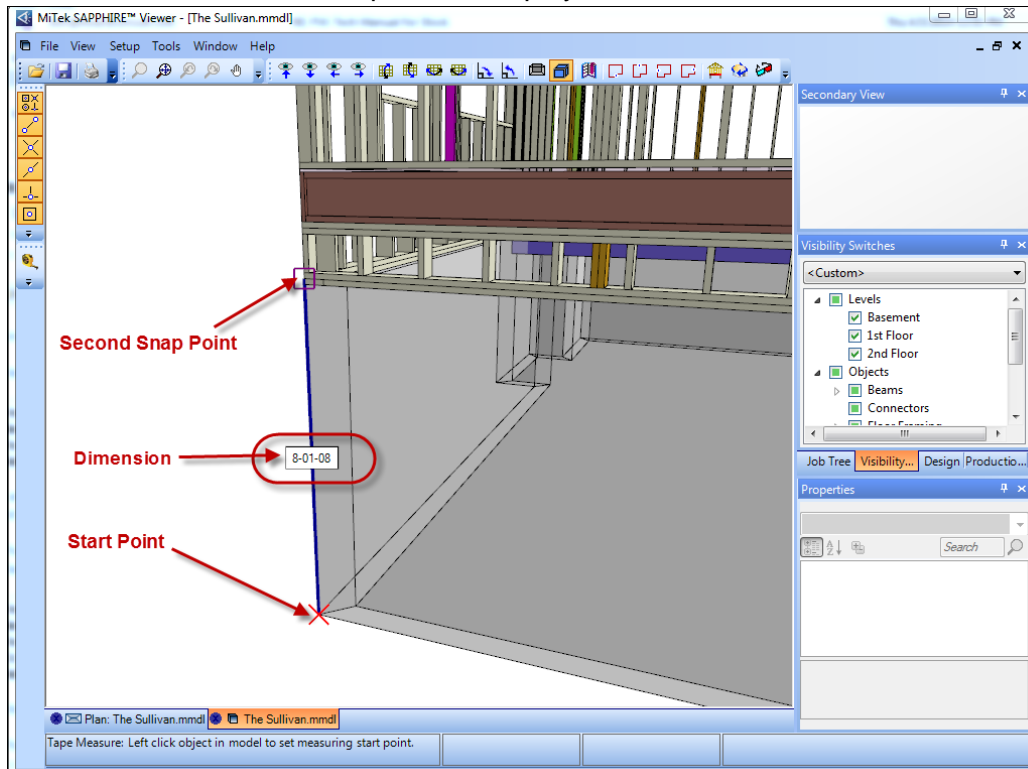 MiTek SAPPHIRE™ Viewer - [The Sullivan.mmdl]
File View Setup Tools Window Help
Secondary View
Visibility Switches
<Custom>
Levels
Basement
1st Floor
2nd Floor
Objects
Beams
Connectors
Floor Framing
Second Snap Point
Dimension
8-01-08
Start Point
Job Tree Visibility... Design Productio...
Properties
Search
Plan: The Sullivan.mmdl The Sullivan.mmdl
Tape Measure: Left click object in model to set measuring start point.